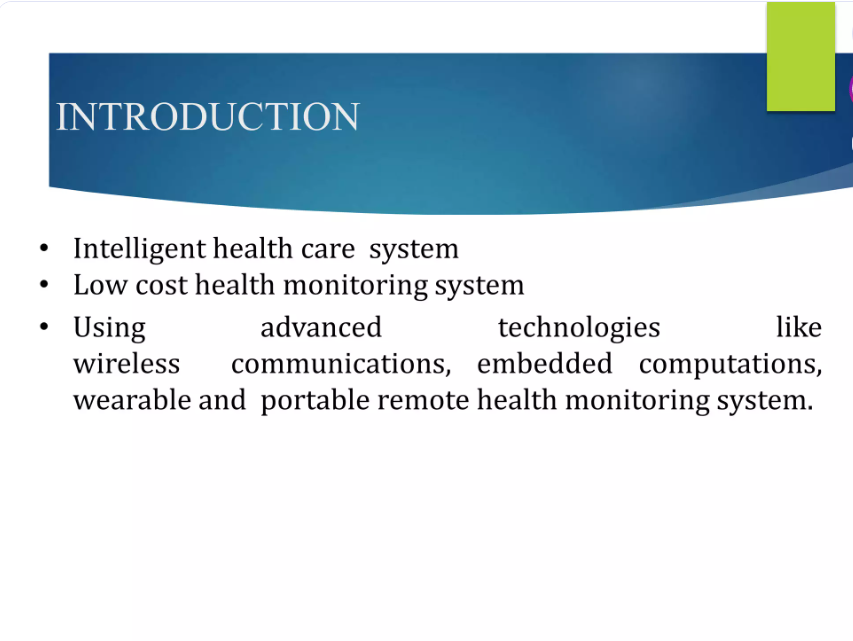 INTRODUCTION
• Intelligent health care system
• Low cost health monitoring system
• Using advanced technologies like
wireless communications, embedded computations,
wearable and portable remote health monitoring system.